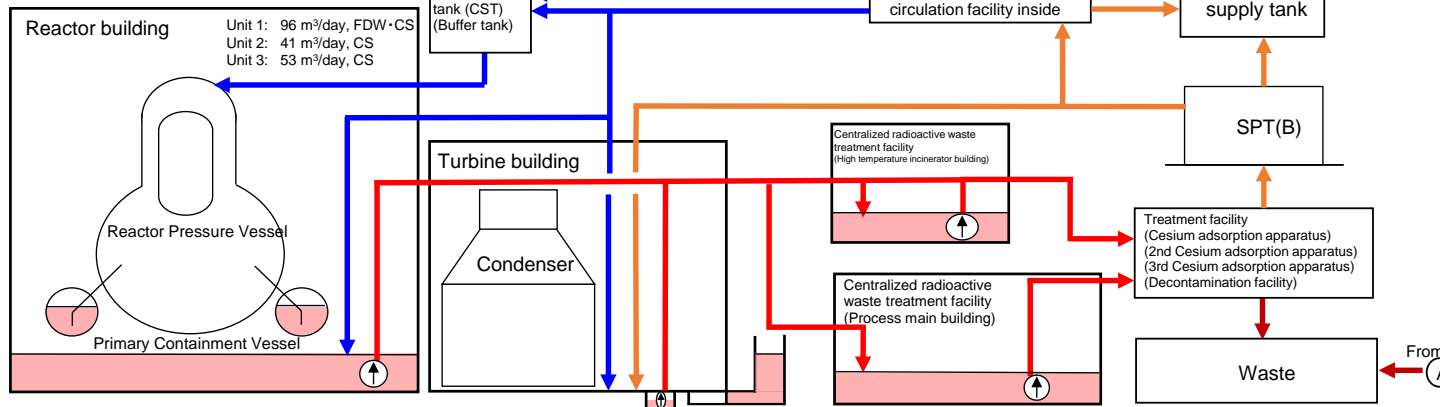 tank (CST)
(Buffer tank)
circulation facility inside
supply tank
Reactor building
Unit 1: 96 m³/day, FDW・CS
Unit 2: 41 m³/day, CS
Unit 3: 53 m³/day, CS
Turbine building
Centralized radioactive waste
treatment facility
(High temperature incinerator building)
SPT(B)
Reactor Pressure Vessel
Condenser
Treatment facility
(Cesium adsorption apparatus)
(2nd Cesium adsorption apparatus)
(3rd Cesium adsorption apparatus)
(Decontamination facility)
Centralized radioactive
waste treatment facility
(Process main building)
Primary Containment Vessel
Waste
From
A